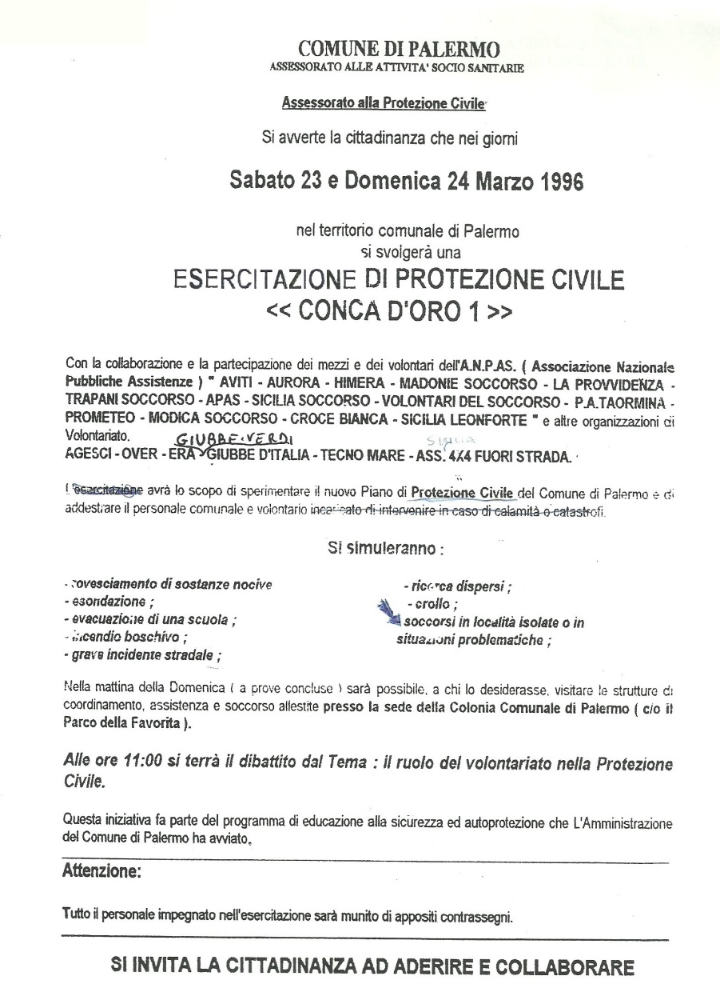 COMUNE DI PALERMO
ASSESSORATO ALLE ATTIVITA' SOCIO SANITARIE
Assessorato alla Protezione Civile
Si avverte la cittadinanza che nei giorni
Sabato 23 e Domenica 24 Marzo 1996
nel territorio comunale di Palermo
si svolgerà una
ESERCITAZIONE DI PROTEZIONE CIVILE
<< CONCA D'ORO 1 >>
Con la collaborazione e la partecipazione dei mezzi e dei volontari dell'A.N.P.AS. ( Associazione Nazionale
Pubbliche Assistenze ) " AVITI - AURORA - HIMERA - MADONIE SOCCORSO - LA PROVVIDENZA -
TRAPANI SOCCORSO - APAS - SICILIA SOCCORSO - VOLONTARI DEL SOCCORSO - P.A.TAORMINA -
PROMETEO - MODICA SOCCORSO - CROCE BIANCA - SICILIA LEONFORTE " e altre organizzazioni di
Volontariato.
GIUBBE-VERDI SICILIA
AGESCI - OVER - ERA - GIUBBE D'ITALIA - TECNO MARE - ASS. 4X4 FUORI STRADA.
L'esercitazione avrà lo scopo di sperimentare il nuovo Piano di Protezione Civile del Comune di Palermo e di
addestrare il personale comunale e volontario incaricato di intervenire in caso di calamità o catastrofi.
Si simuleranno :
- rovesciamento di sostanze nocive
- esondazione ;
- evacuazione di una scuola ;
- incendio boschivo ;
- grave incidente stradale ;
- ricerca dispersi ;
- crollo ;
soccorsi in località isolate o in
situazioni problematiche ;
Nella mattina della Domenica ( a prove concluse ) sarà possibile, a chi lo desiderasse, visitare le strutture di
coordinamento, assistenza e soccorso allestite presso la sede della Colonia Comunale di Palermo ( c/o il
Parco della Favorita ).
Alle ore 11:00 si terrà il dibattito dal Tema : il ruolo del volontariato nella Protezione
Civile.
Questa iniziativa fa parte del programma di educazione alla sicurezza ed autoprotezione che L'Amministrazione
del Comune di Palermo ha avviato.
Attenzione:
Tutto il personale impegnato nell'esercitazione sarà munito di appositi contrassegni.
SI INVITA LA CITTADINANZA AD ADERIRE E COLLABORARE